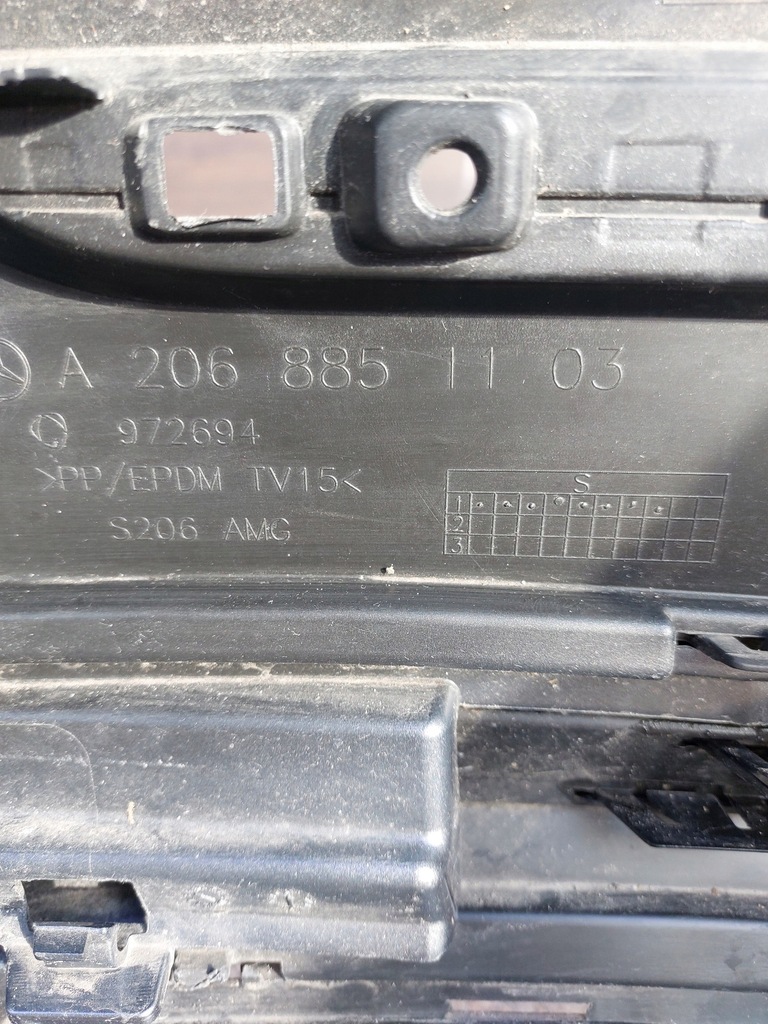 A 206 885 11 03
972694
>PP/EPDM TV15<
S206 AMG
S
1
2
3